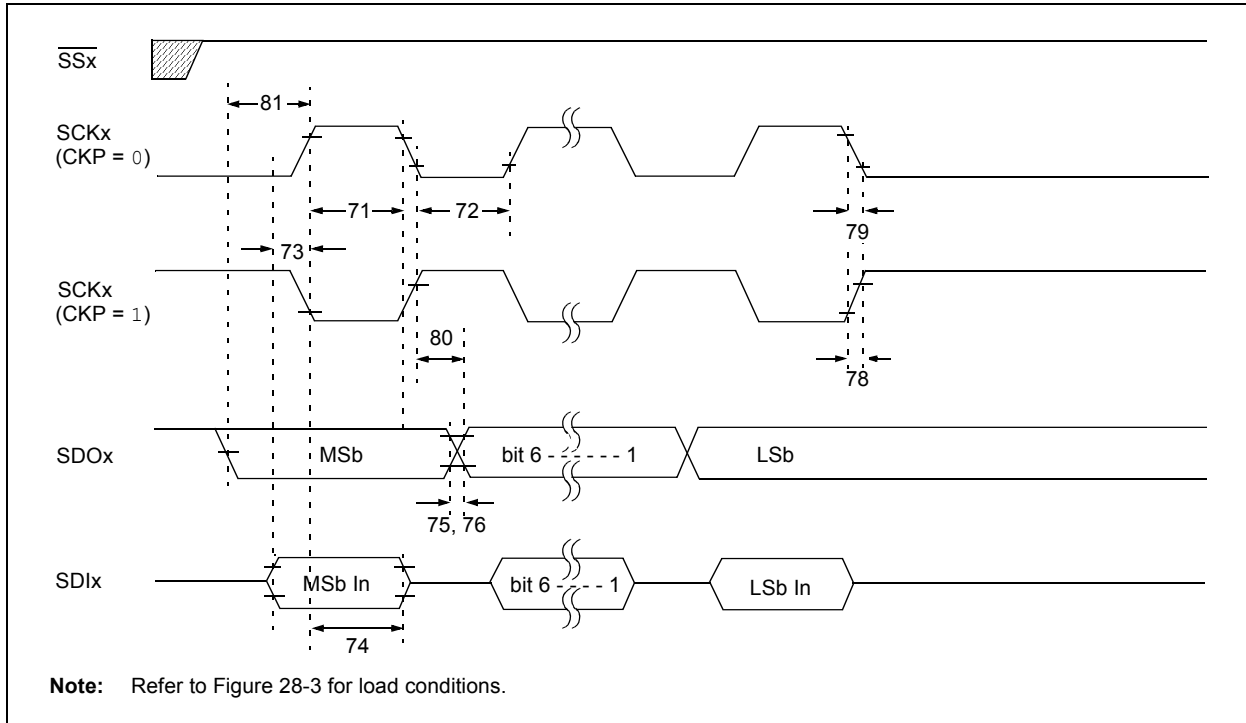 SSx
81
SCKx
(CKP = 0)
71
72
79
73
SCKx
(CKP = 1)
80
78
SDOx
MSb
bit 6 - - - - - - 1
LSb
75, 76
SDIx
MSb In
bit 6 - - - - - 1
LSb In
74
Note: Refer to Figure 28-3 for load conditions.